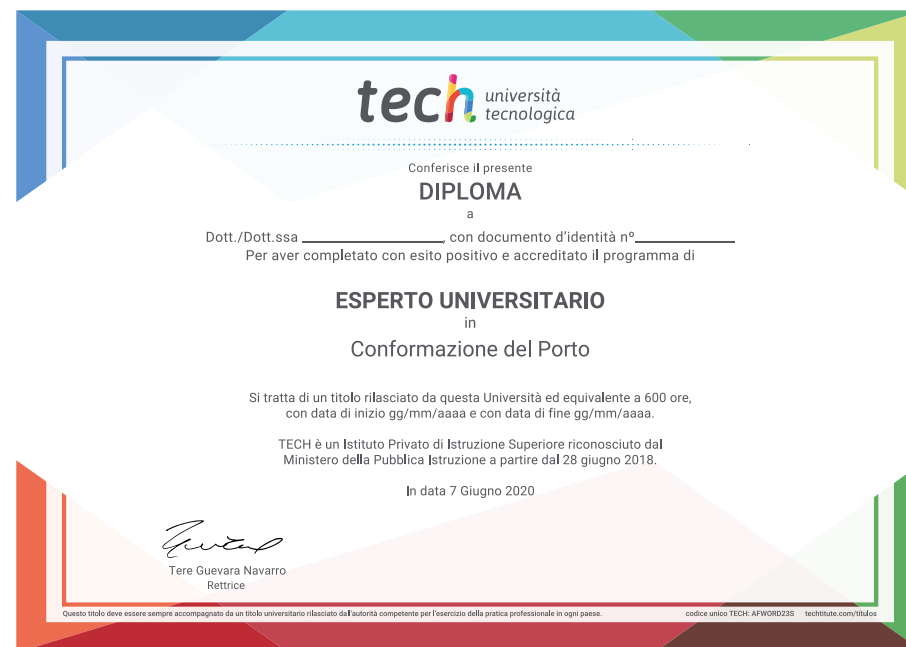 tech università
tecnologica
Conferisce il presente
DIPLOMA
a
Dott./Dott.ssa ____________________, con documento d'identità nº______________
Per aver completato con esito positivo e accreditato il programma di
ESPERTO UNIVERSITARIO
in
Conformazione del Porto
Si tratta di un titolo rilasciato da questa Università ed equivalente a 600 ore,
con data di inizio gg/mm/aaaa e con data di fine gg/mm/aaaa.
TECH è un Istituto Privato di Istruzione Superiore riconosciuto dal
Ministero della Pubblica Istruzione a partire dal 28 giugno 2018.
In data 7 Giugno 2020
Tere Guevara Navarro
Rettrice
Questo titolo deve essere sempre accompagnato da un titolo universitario rilasciato dall'autorità competente per l'esercizio della pratica professionale in ogni paese. codice unico TECH: AFWORD23S techtitute.com/titulos